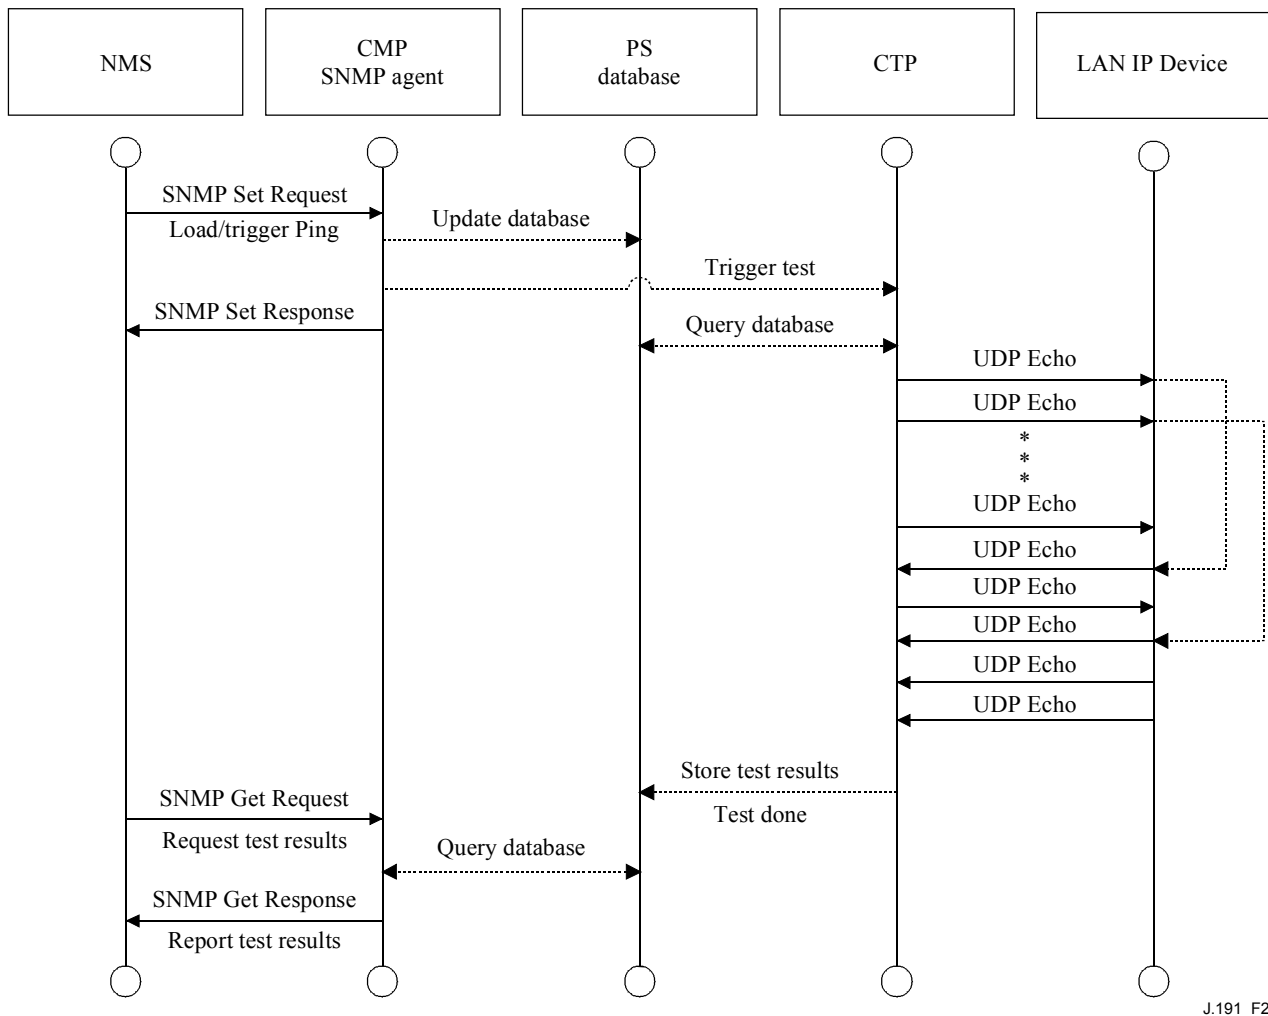 NMS
CMP
SNMP agent
PS
database
CTP
LAN IP Device
SNMP Set Request
Load/trigger Ping
Update database
Trigger test
SNMP Set Response
Query database
UDP Echo
UDP Echo
*
*
*
UDP Echo
UDP Echo
UDP Echo
UDP Echo
UDP Echo
UDP Echo
Store test results
Test done
SNMP Get Request
Request test results
Query database
SNMP Get Response
Report test results
J.191_F2